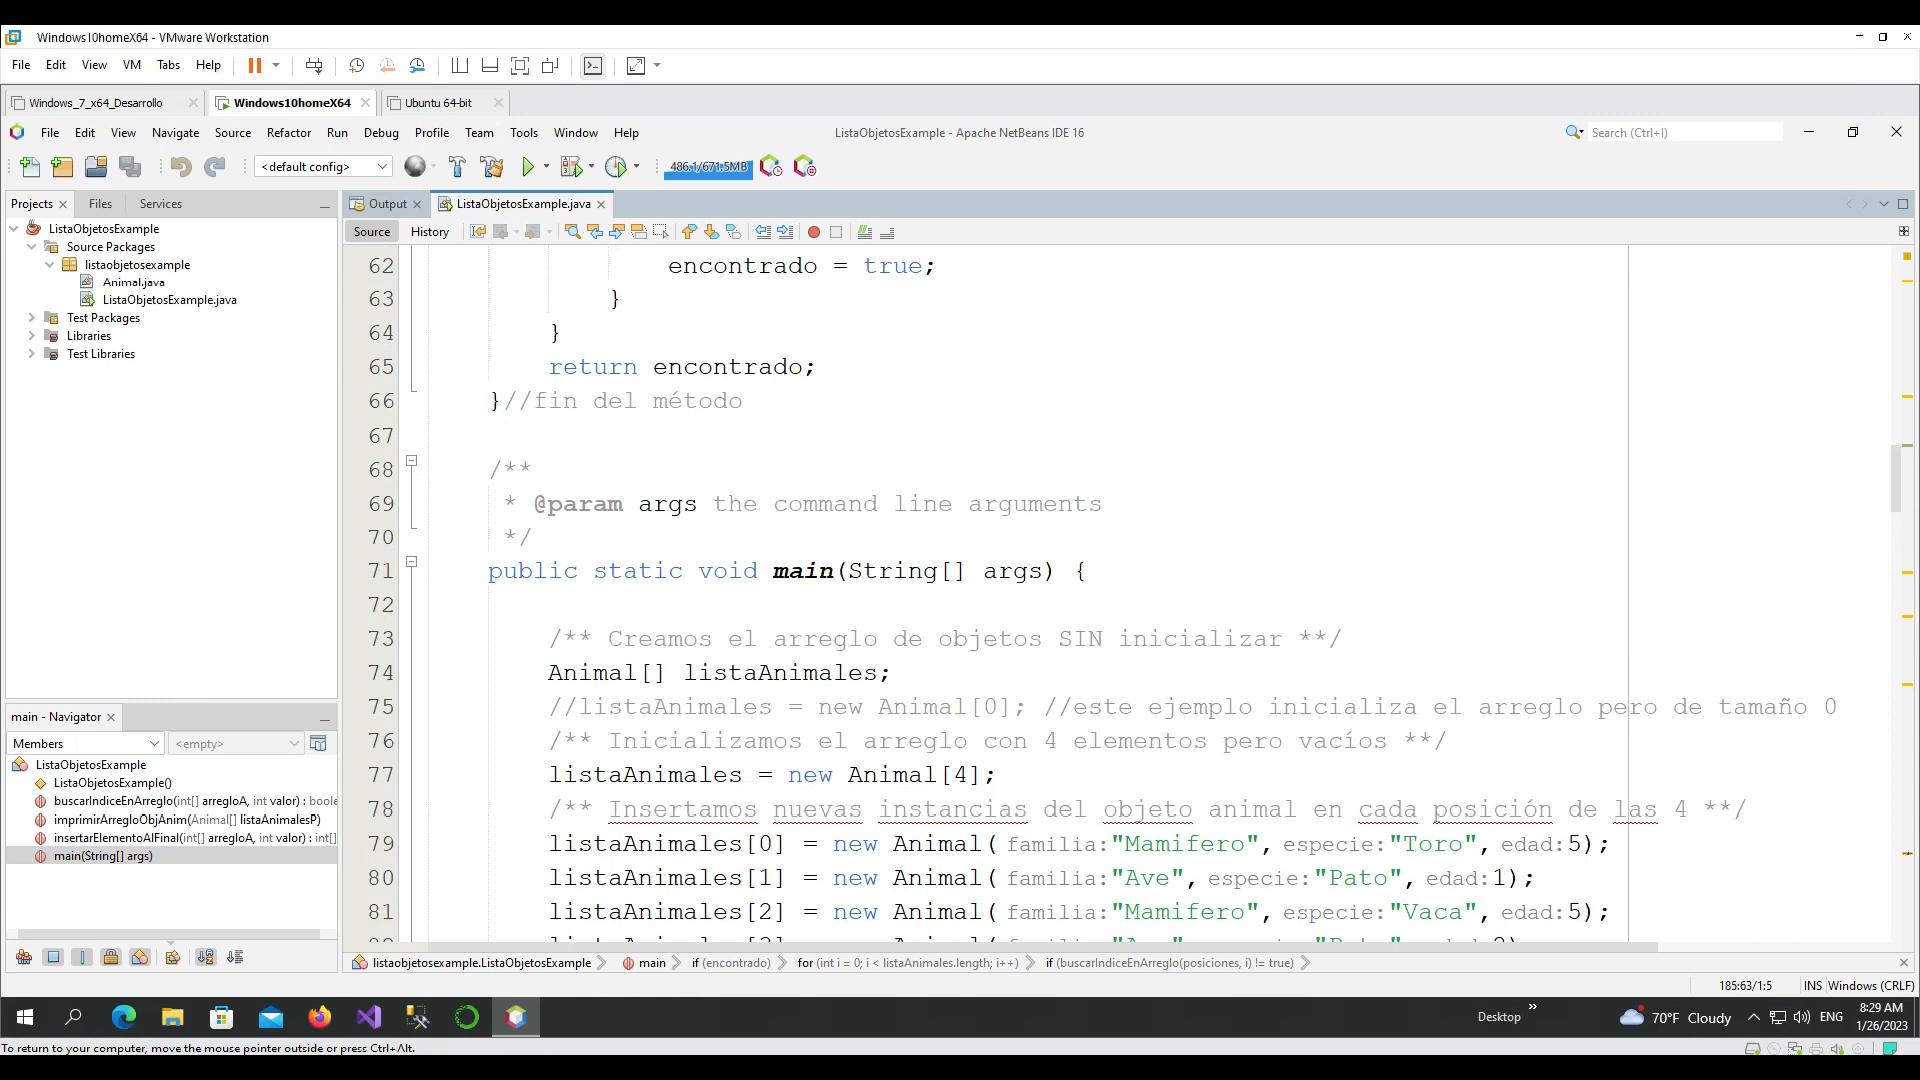 Windows10homeX64 - VMware Workstation
File Edit View VM Tabs Help
Windows_7_x64_Desarrollo Windows10homeX64 Ubuntu 64-bit
File Edit View Navigate Source Refactor Run Debug Profile Team Tools Window Help
ListaObjetosExample - Apache NetBeans IDE 16
Search (Ctrl+I)
<default config>
486.1/671.5MB
Projects Files Services
Output ListaObjetosExample.java
Source History
ListaObjetosExample
Source Packages
listaobjetosexample
Animal.java
ListaObjetosExample.java
Test Packages
Libraries
Test Libraries
62 encontrado = true;
63 }
64 }
65 return encontrado;
66 }//fin del método
67
68 /**
69 * @param args the command line arguments
70 */
71 public static void main(String[] args) {
72
73 /** Creamos el arreglo de objetos SIN inicializar **/
74 Animal[] listaAnimales;
75 //listaAnimales = new Animal[0]; //este ejemplo inicializa el arreglo pero de tamaño 0
76 /** Inicializamos el arreglo con 4 elementos pero vacíos **/
77 listaAnimales = new Animal[4];
78 /** Insertamos nuevas instancias del objeto animal en cada posición de las 4 **/
79 listaAnimales[0] = new Animal( familia:"Mamifero", especie:"Toro", edad:5);
80 listaAnimales[1] = new Animal( familia:"Ave", especie:"Pato", edad:1);
81 listaAnimales[2] = new Animal( familia:"Mamifero", especie:"Vaca", edad:5);
main - Navigator
Members <empty>
ListaObjetosExample
ListaObjetosExample()
buscarIndiceEnArreglo(int[] arregloA, int valor) : boole
imprimirArregloObjAnim(Animal[] listaAnimalesP)
insertarElementoAlFinal(int[] arregloA, int valor) : int[]
main(String[] args)
listaobjetosexample.ListaObjetosExample main if (encontrado) for (int i = 0; i < listaAnimales.length; i++) if (buscarIndiceEnArreglo(posiciones, i) != true)
185:63/1:5 INS Windows (CRLF)
Desktop 70°F Cloudy ENG
8:29 AM
1/26/2023
To return to your computer, move the mouse pointer outside or press Ctrl+Alt.